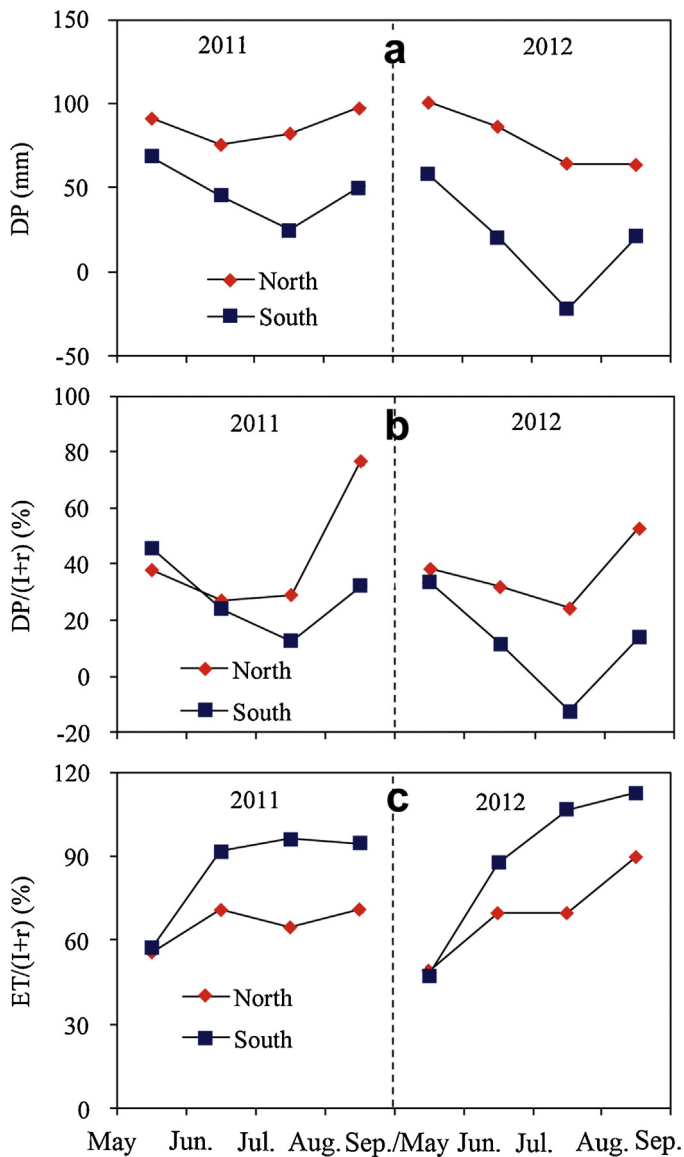 150
2011
a
2012
100
DP (mm)
50
0
North
South
-50
100
2011
b
2012
80
60
DP/(I+r) (%)
40
20
0
North
South
-20
120
2011
c
2012
90
ET/(I+r) (%)
60
North
30
South
0
May Jun. Jul. Aug. Sep./May Jun. Jul. Aug. Sep.